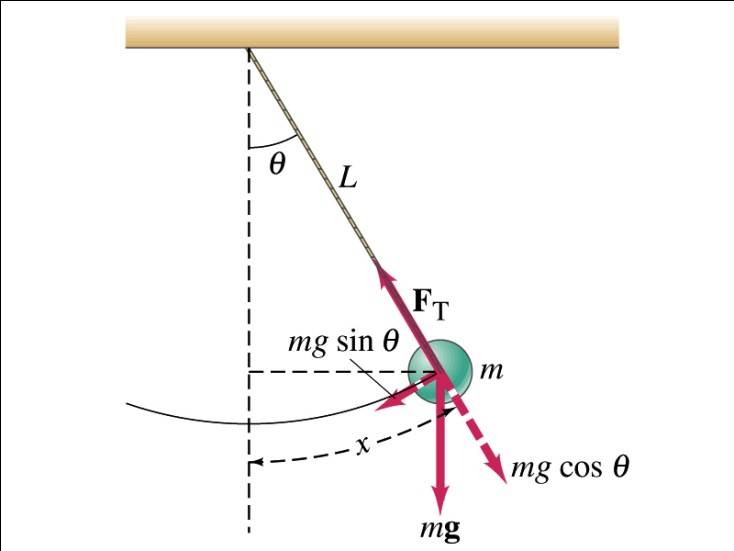 θ
L
F_T
mg sin θ
m
x
mg cos θ
mg